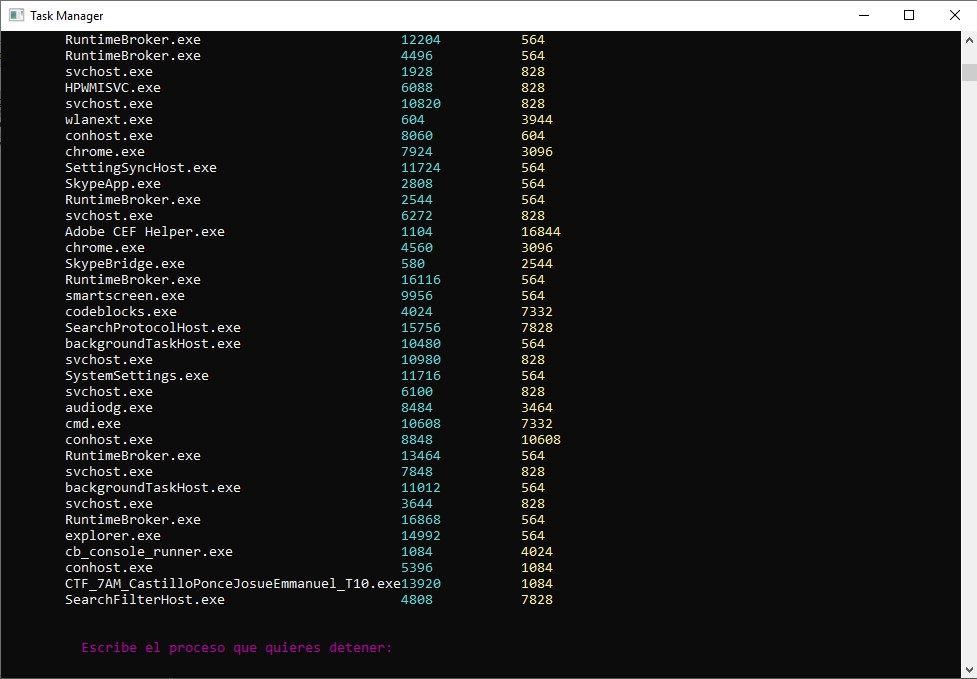 Task Manager
RuntimeBroker.exe 12204 564
RuntimeBroker.exe 4496 564
svchost.exe 1928 828
HPWMISVC.exe 6088 828
svchost.exe 10820 828
wlanext.exe 604 3944
conhost.exe 8060 604
chrome.exe 7924 3096
SettingSyncHost.exe 11724 564
SkypeApp.exe 2808 564
RuntimeBroker.exe 2544 564
svchost.exe 6272 828
Adobe CEF Helper.exe 1104 16844
chrome.exe 4560 3096
SkypeBridge.exe 580 2544
RuntimeBroker.exe 16116 564
smartscreen.exe 9956 564
codeblocks.exe 4024 7332
SearchProtocolHost.exe 15756 7828
backgroundTaskHost.exe 10480 564
svchost.exe 10980 828
SystemSettings.exe 11716 564
svchost.exe 6100 828
audiodg.exe 8484 3464
cmd.exe 10608 7332
conhost.exe 8848 10608
RuntimeBroker.exe 13464 564
svchost.exe 7848 828
backgroundTaskHost.exe 11012 564
svchost.exe 3644 828
RuntimeBroker.exe 16868 564
explorer.exe 14992 564
cb_console_runner.exe 1084 4024
conhost.exe 5396 1084
CTF_7AM_CastilloPonceJosueEmmanuel_T10.exe13920 1084
SearchFilterHost.exe 4808 7828
Escribe el proceso que quieres detener: